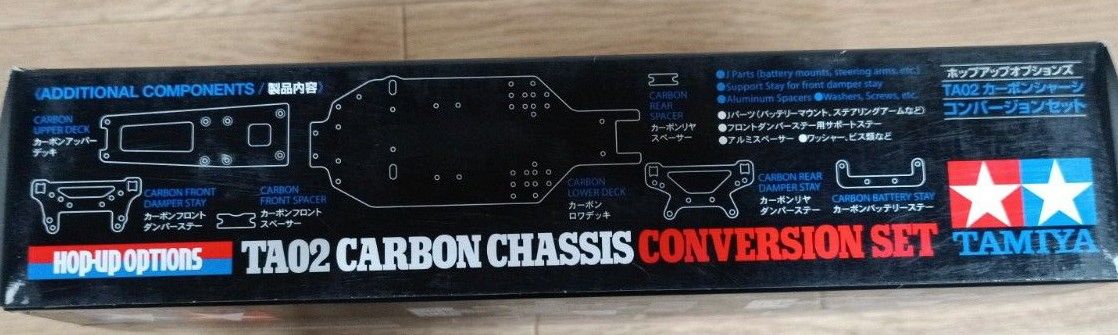 〈ADDITIONAL COMPONENTS / 製品内容〉
CARBON
UPPER DECK
カーボンアッパー
デッキ
CARBON FRONT
DAMPER STAY
カーボンフロント
ダンパーステー
CARBON
FRONT SPACER
カーボンフロント
スペーサー
CARBON
LOWER DECK
カーボン
ロワデッキ
CARBON
REAR
SPACER
カーボンリヤ
スペーサー
●J Parts (battery mounts, steering arms, etc.)
●Support Stay for front damper stay
●Aluminum Spacers ●Washers, Screws, etc.
●Jパーツ(バッテリーマウント、ステアリングアームなど)
●フロントダンパーステー用サポートステー
●アルミスペーサー ●ワッシャー、ビス類など
CARBON REAR
DAMPER STAY
カーボンリヤ
ダンパーステー
CARBON BATTERY STAY
カーボンバッテリーステー
ホップアップオプションズ
TA02 カーボンシャーシ
コンバージョンセット
TAMIYA
HOP-UP OPTIONS
TA02 CARBON CHASSIS CONVERSION SET